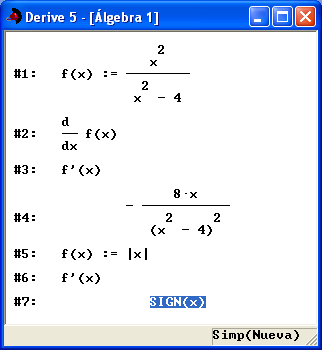 Derive 5 - [Álgebra 1]
#1: f(x) := x^2 / (x^2 - 4)
#2: d/dx f(x)
#3: f'(x)
#4: - 8·x / (x^2 - 4)^2
#5: f(x) := |x|
#6: f'(x)
#7: SIGN(x)
Simp(Nueva)